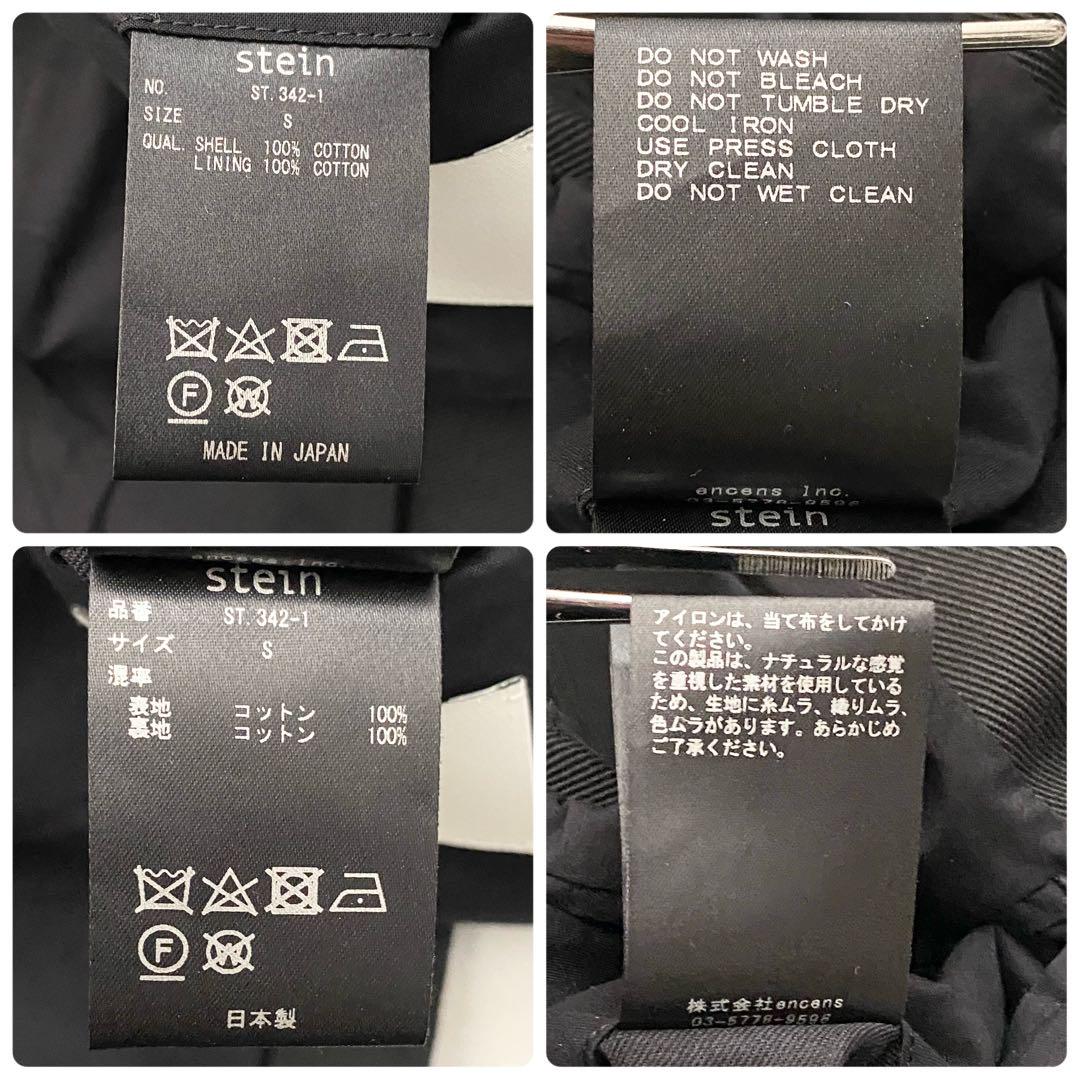 stein
NO. ST. 342-1
SIZE S
QUAL. SHELL 100% COTTON
LINING 100% COTTON
F W
MADE IN JAPAN
DO NOT WASH
DO NOT BLEACH
DO NOT TUMBLE DRY
COOL IRON
USE PRESS CLOTH
DRY CLEAN
DO NOT WET CLEAN
encens Inc.
03-5778-9596
stein
encens Inc.
stein
品番 ST. 342-1
サイズ S
混率
表地 コットン 100%
裏地 コットン 100%
F W
日本製
アイロンは、当て布をしてかけ
てください。
この製品は、ナチュラルな感覚
を重視した素材を使用している
ため、生地に糸ムラ、織りムラ、
色ムラがあります。あらかじめ
ご了承ください。
株式会社encens
03-5778-9596